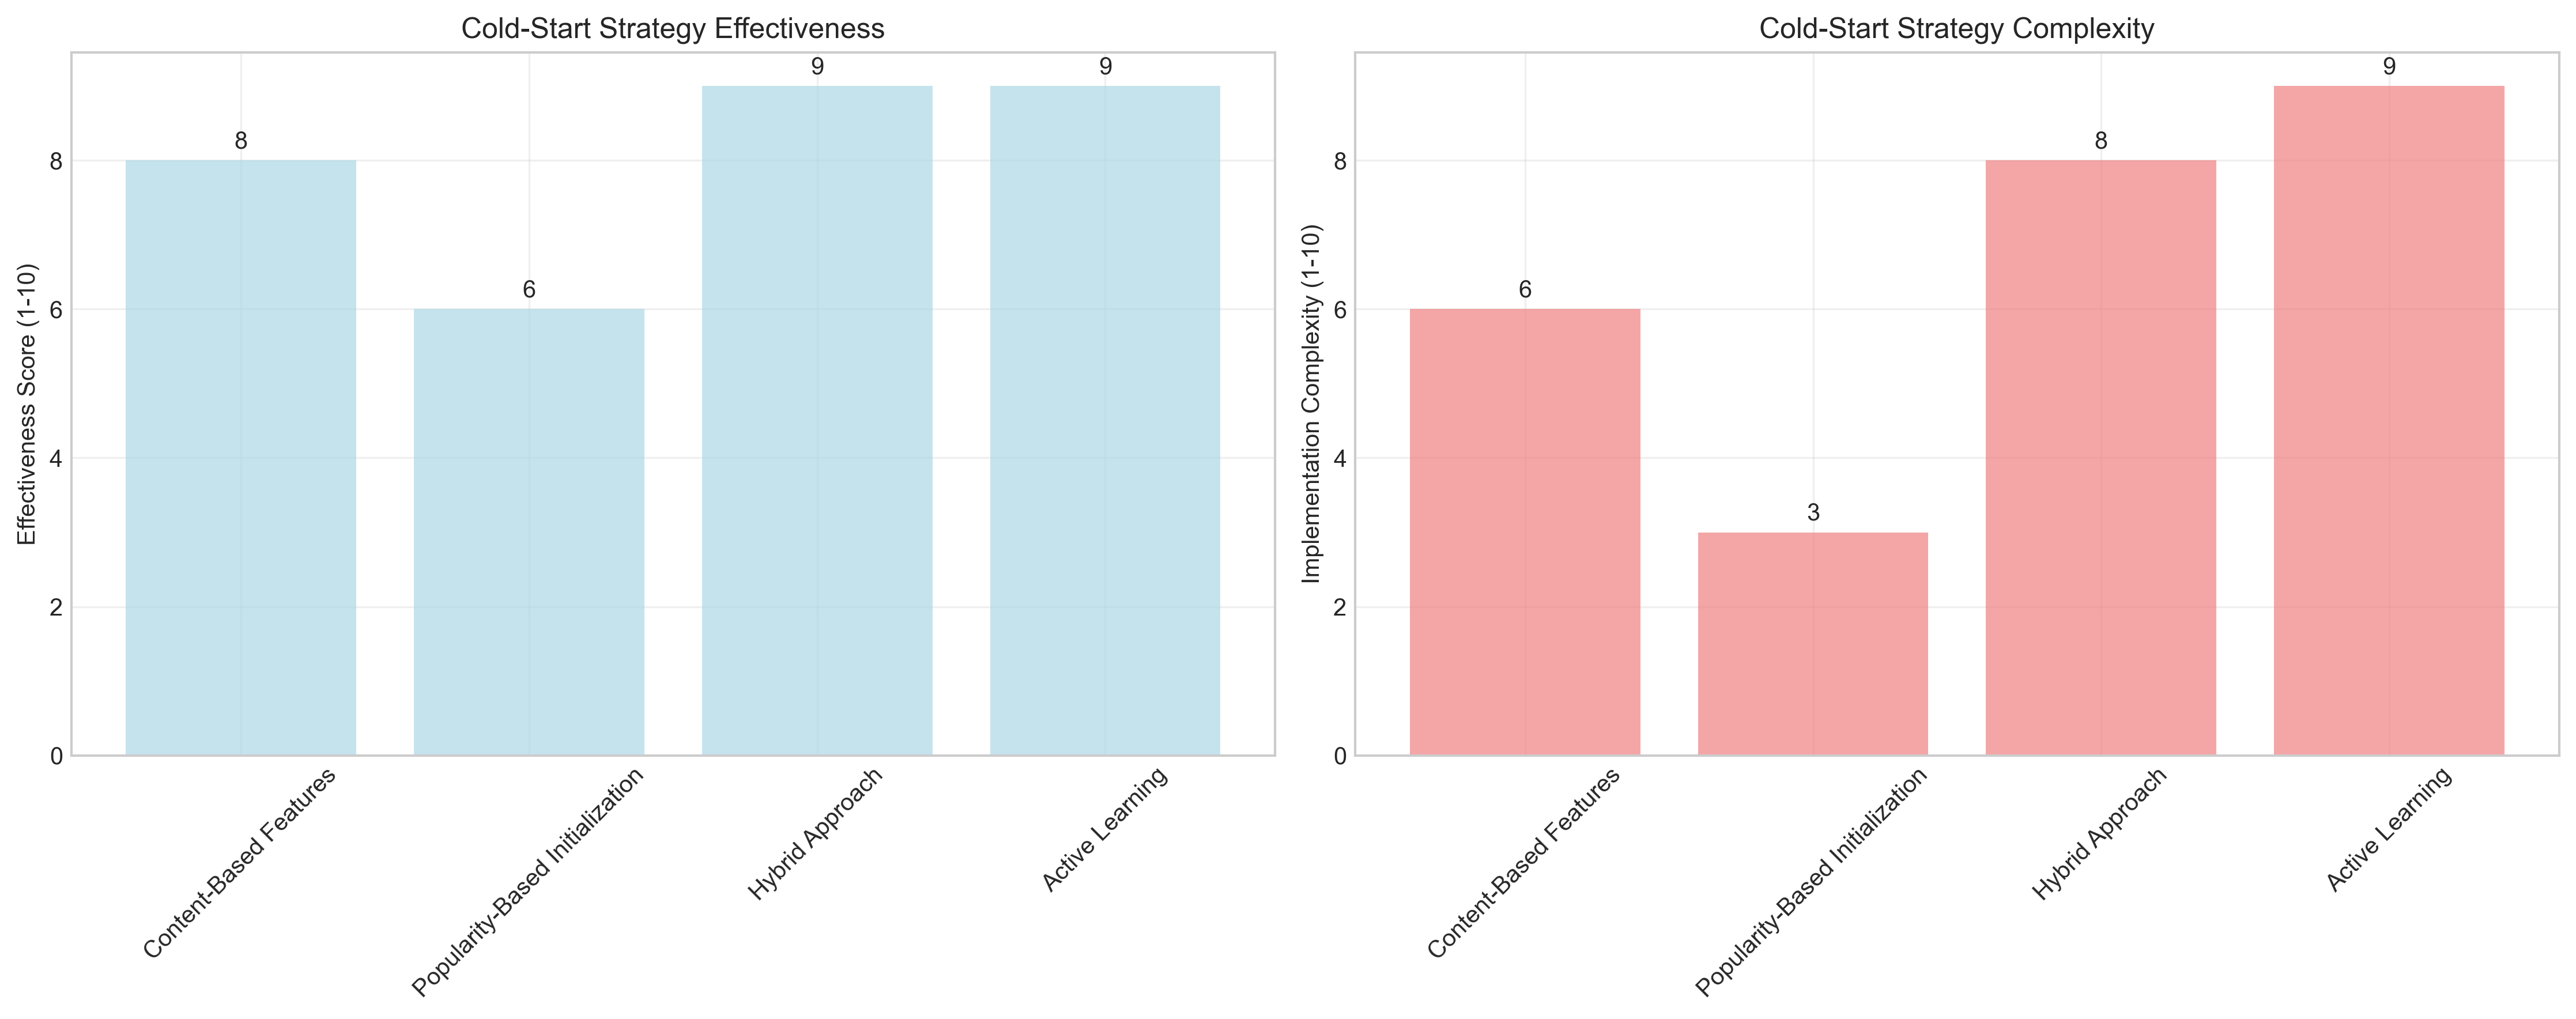 Cold-Start Strategy Effectiveness
Effectiveness Score (1-10)
8
6
4
2
0
8
6
9
9
Content-Based Features
Popularity-Based Initialization
Hybrid Approach
Active Learning
Cold-Start Strategy Complexity
Implementation Complexity (1-10)
8
6
4
2
0
6
3
8
9
Content-Based Features
Popularity-Based Initialization
Hybrid Approach
Active Learning